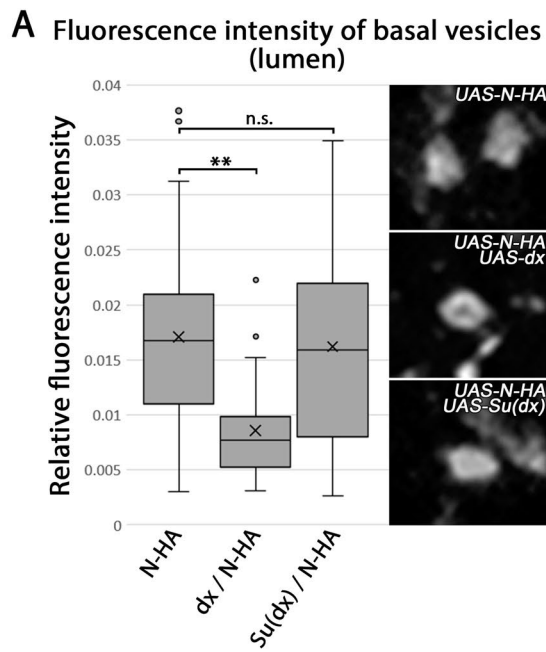 A
Fluorescence intensity of basal vesicles
(lumen)
Relative fluorescence intensity
0.04
0.035
0.03
0.025
0.02
0.015
0.01
0.005
0
n.s.
**
N-HA
dx / N-HA
Su(dx) / N-HA
UAS-N-HA
UAS-N-HA
UAS-dx
UAS-N-HA
UAS-Su(dx)